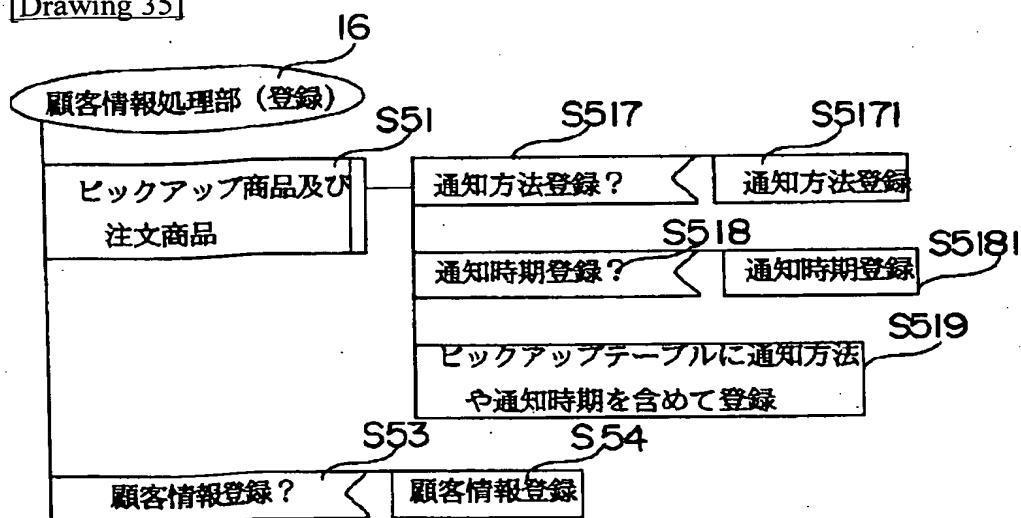 [Drawing 35]
16
顧客情報処理部（登録）
S51
S517
S5171
ピックアップ商品及び
注文商品
通知方法登録？
通知方法登録
S518
S5181
通知時期登録？
通知時期登録
S519
ピックアップテーブルに通知方法
や通知時期を含めて登録
S53
S54
顧客情報登録？
顧客情報登録